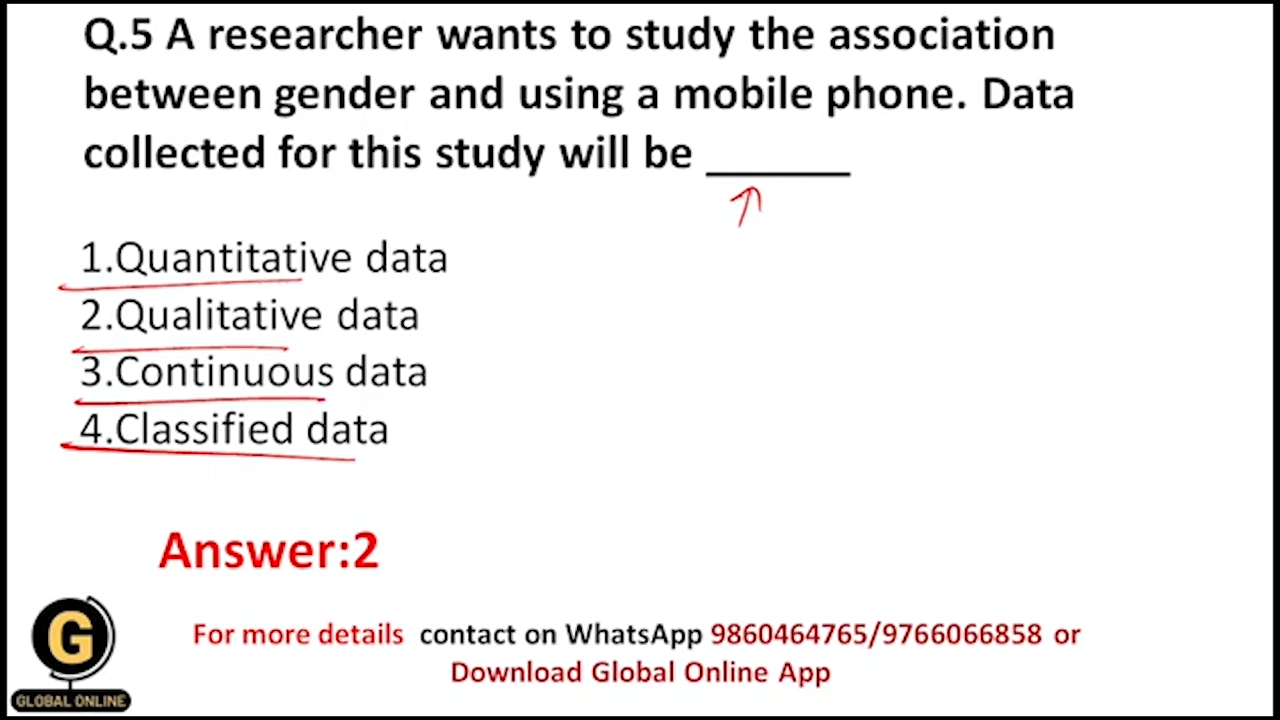 Q.5 A researcher wants to study the association
between gender and using a mobile phone. Data
collected for this study will be ______
1.Quantitative data
2.Qualitative data
3.Continuous data
4.Classified data
Answer:2
For more details contact on WhatsApp 9860464765/9766066858 or
Download Global Online App
G
GLOBAL ONLINE